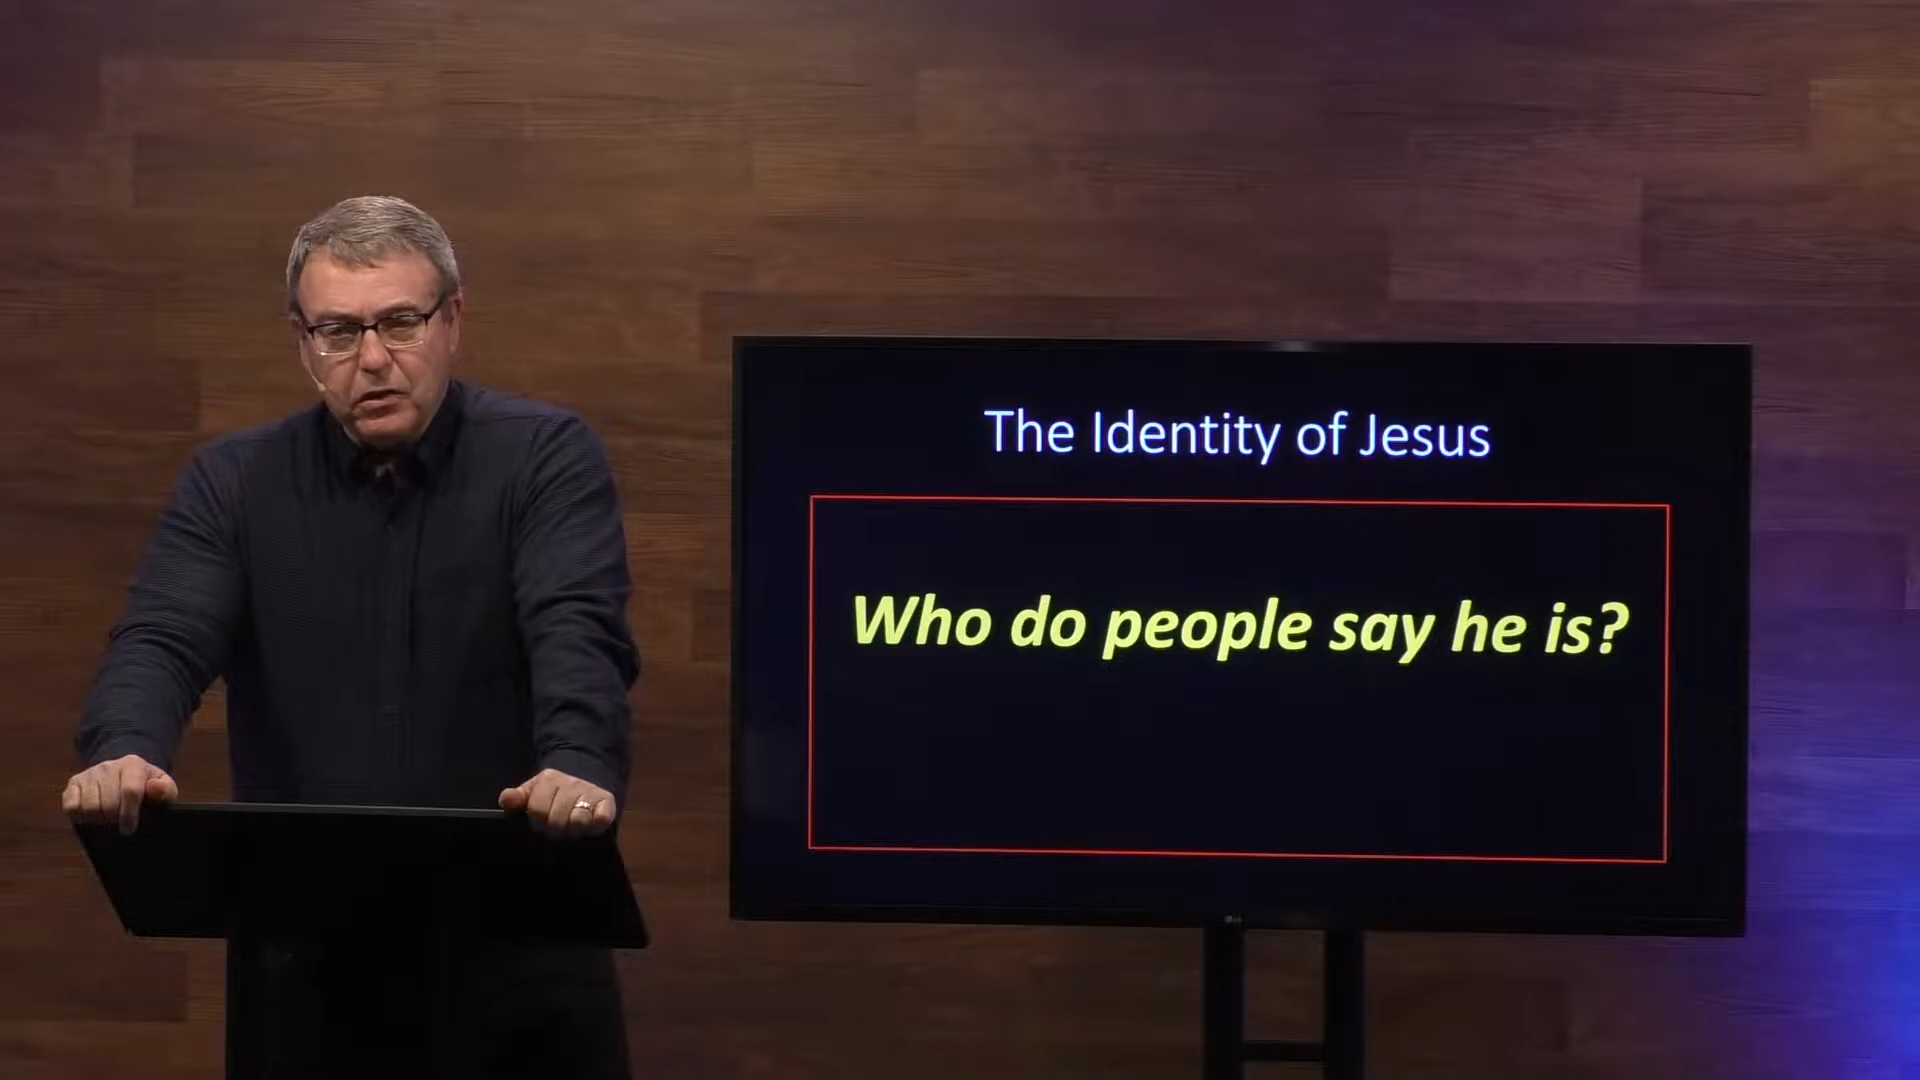 The Identity of Jesus
Who do people say he is?